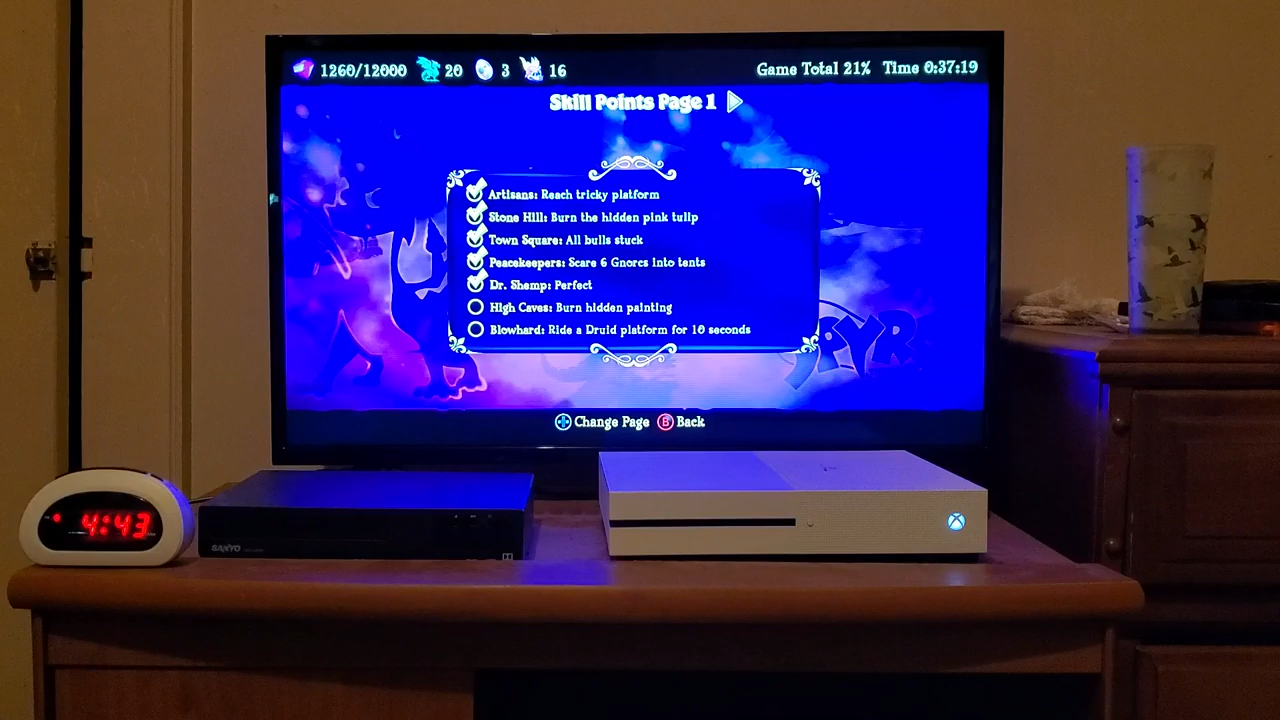 1260/12000 20 3 16 Game Total 21% Time 0:37:19
Skill Points Page 1
Artisans: Reach tricky platform
Stone Hill: Burn the hidden pink tulip
Town Square: All bulls stuck
Peacekeepers: Scare 6 Gnorcs into tents
Dr. Shemp: Perfect
High Caves: Burn hidden painting
Blowhard: Ride a Druid platform for 10 seconds
SPYR
Change Page B Back
4:43
SANYO